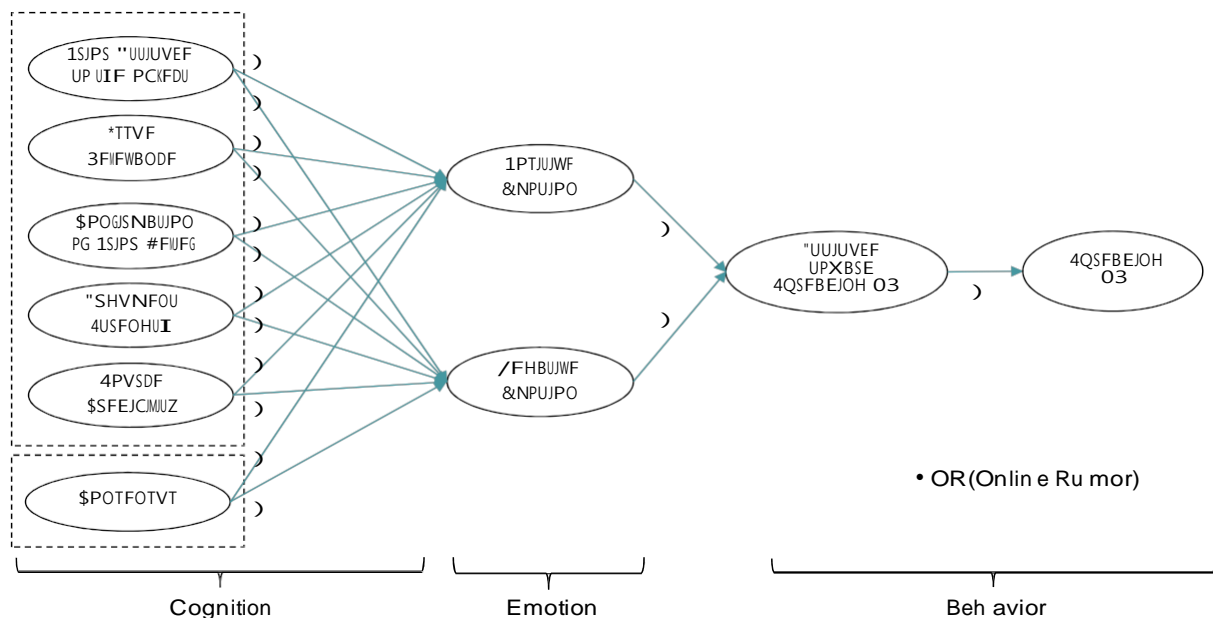 1SJPS "UUJUVEF
UP UIF PCKFDU
)
)
*TTVF
3FMFWBODF
)
)
$POGJSNBUJPO
PG 1SJPS #FMJFG
)
)
"SHVNFOU
4USFOHUI
)
)
4PVSDF
$SFEJCJMJUZ
)
)
$POTFOTVT
)
1PTJUJWF
&NPUJPO
)
/FHBUJWF
&NPUJPO
)
"UUJUVEF
UPXBSE
4QSFBEJOH 03
)
4QSFBEJOH
03
• OR(Online Rumor)
Cognition
Emotion
Behavior